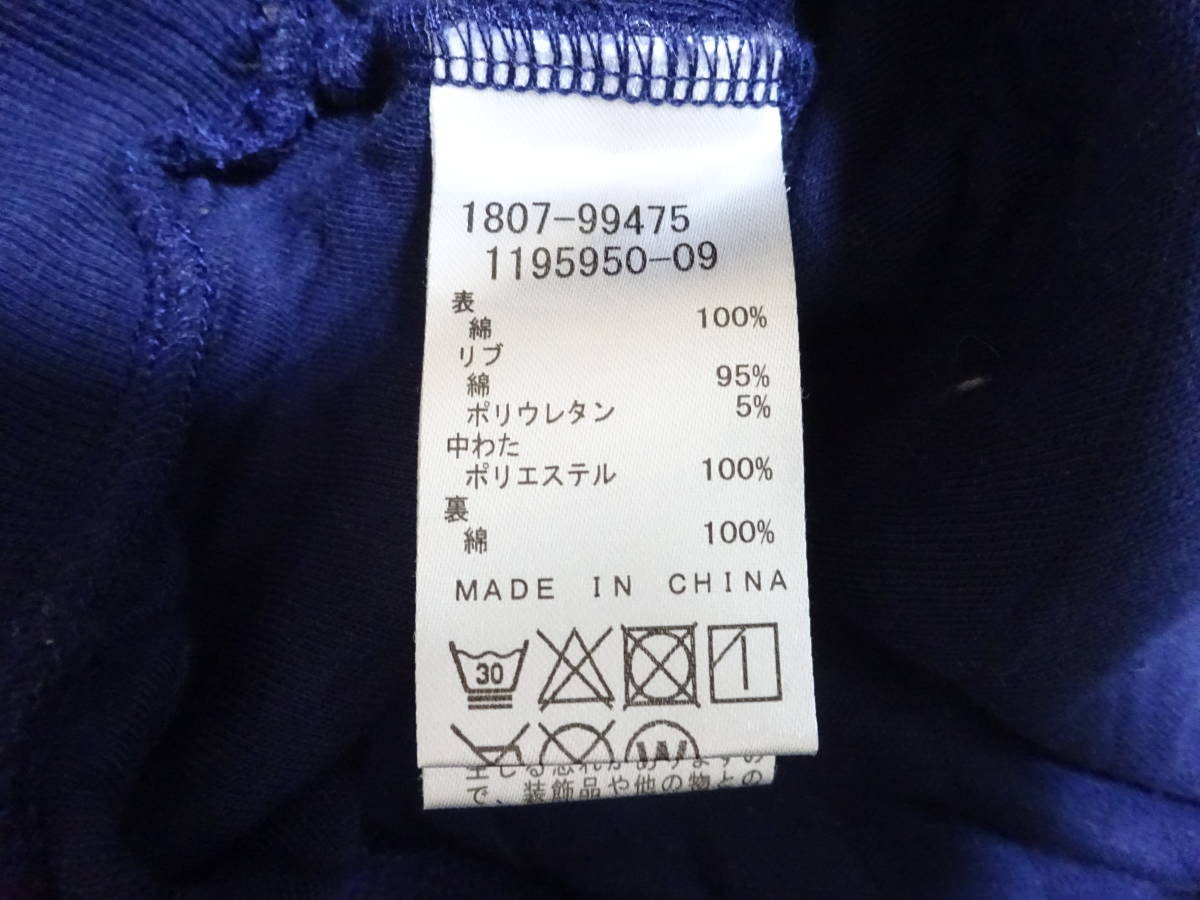 1807-99475
1195950-09
表
綿 100%
リブ
綿 95%
ポリウレタン 5%
中わた
ポリエステル 100%
裏
綿 100%
MADE IN CHINA
30
W
で、装飾品や他の物との